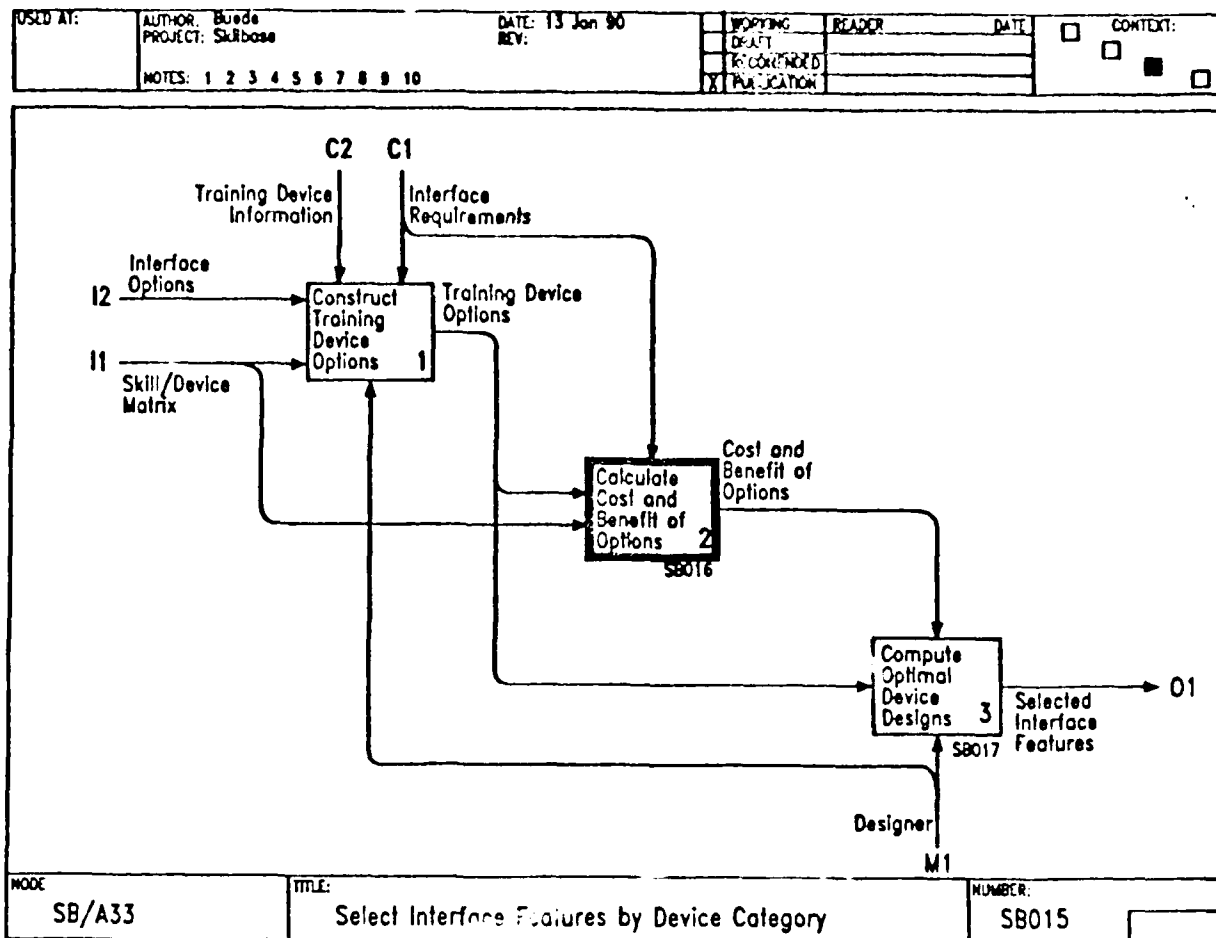 USED AT:
AUTHOR: Buede
PROJECT: Skilbase
DATE: 13 Jan 90
REV:
NOTES: 1 2 3 4 5 6 7 8 9 10
WORKING
DRAFT
RECOMENDED
X PUBLICATION
READER DATE
CONTEXT:
C2 C1
Training Device
Information
Interface
Requirements
Interface
Options
I2
Construct
Training
Device
Options 1
Training Device
Options
I1
Skill/Device
Matrix
Calculate
Cost and
Benefit of
Options 2
SB016
Cost and
Benefit of
Options
Compute
Optimal
Device
Designs 3
SB017
O1
Selected
Interface
Features
Designer
M1
NODE
SB/A33
TITLE:
Select Interface Features by Device Category
NUMBER:
SB015